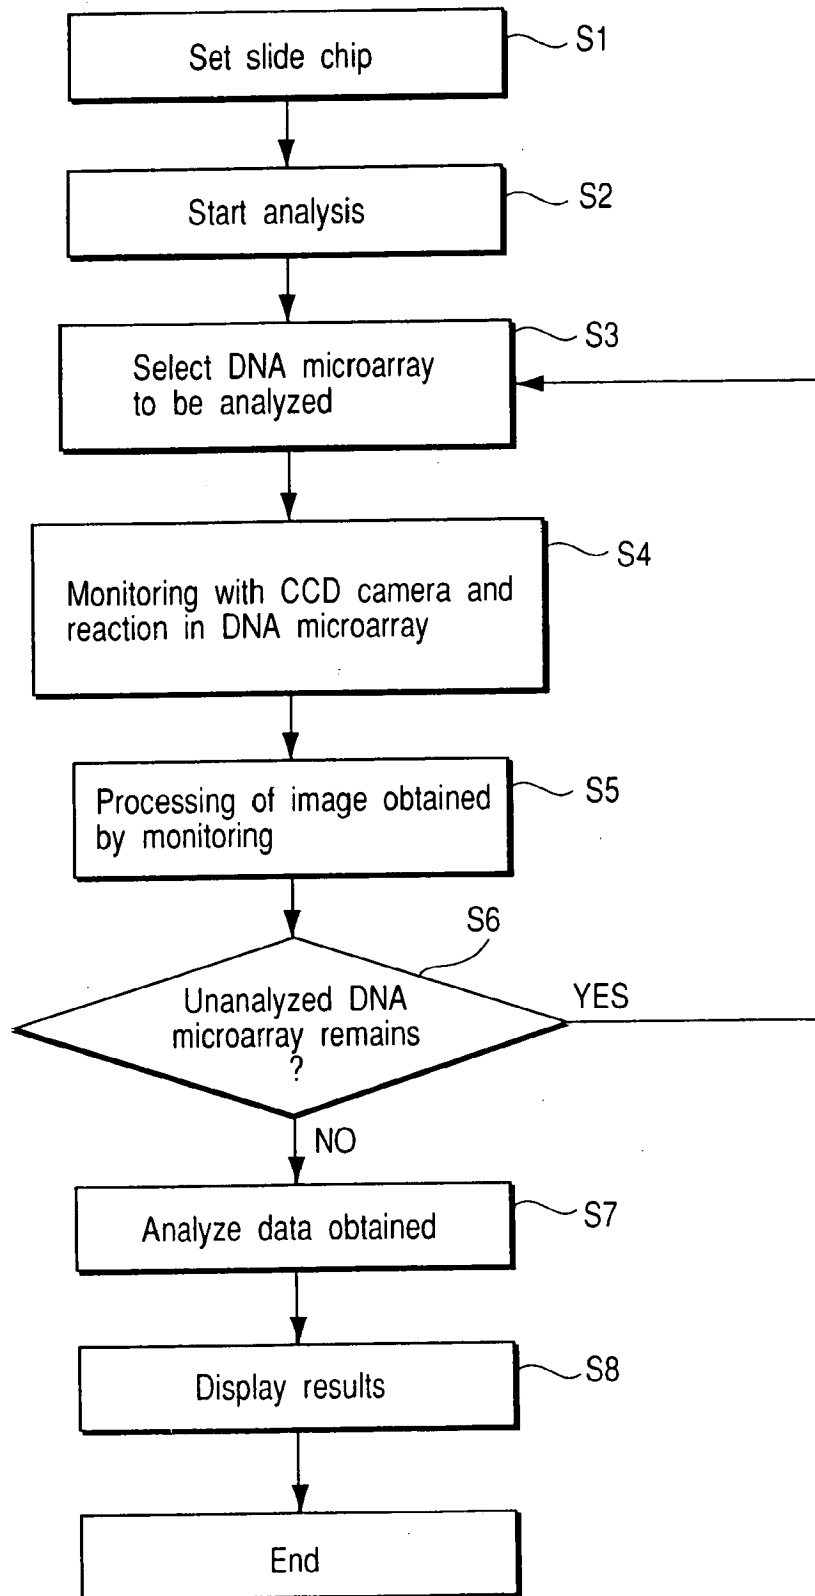 Set slide chip
S1
Start analysis
S2
Select DNA microarray
to be analyzed
S3
Monitoring with CCD camera and
reaction in DNA microarray
S4
Processing of image obtained
by monitoring
S5
S6
Unanalyzed DNA
microarray remains
?
YES
NO
Analyze data obtained
S7
Display results
S8
End